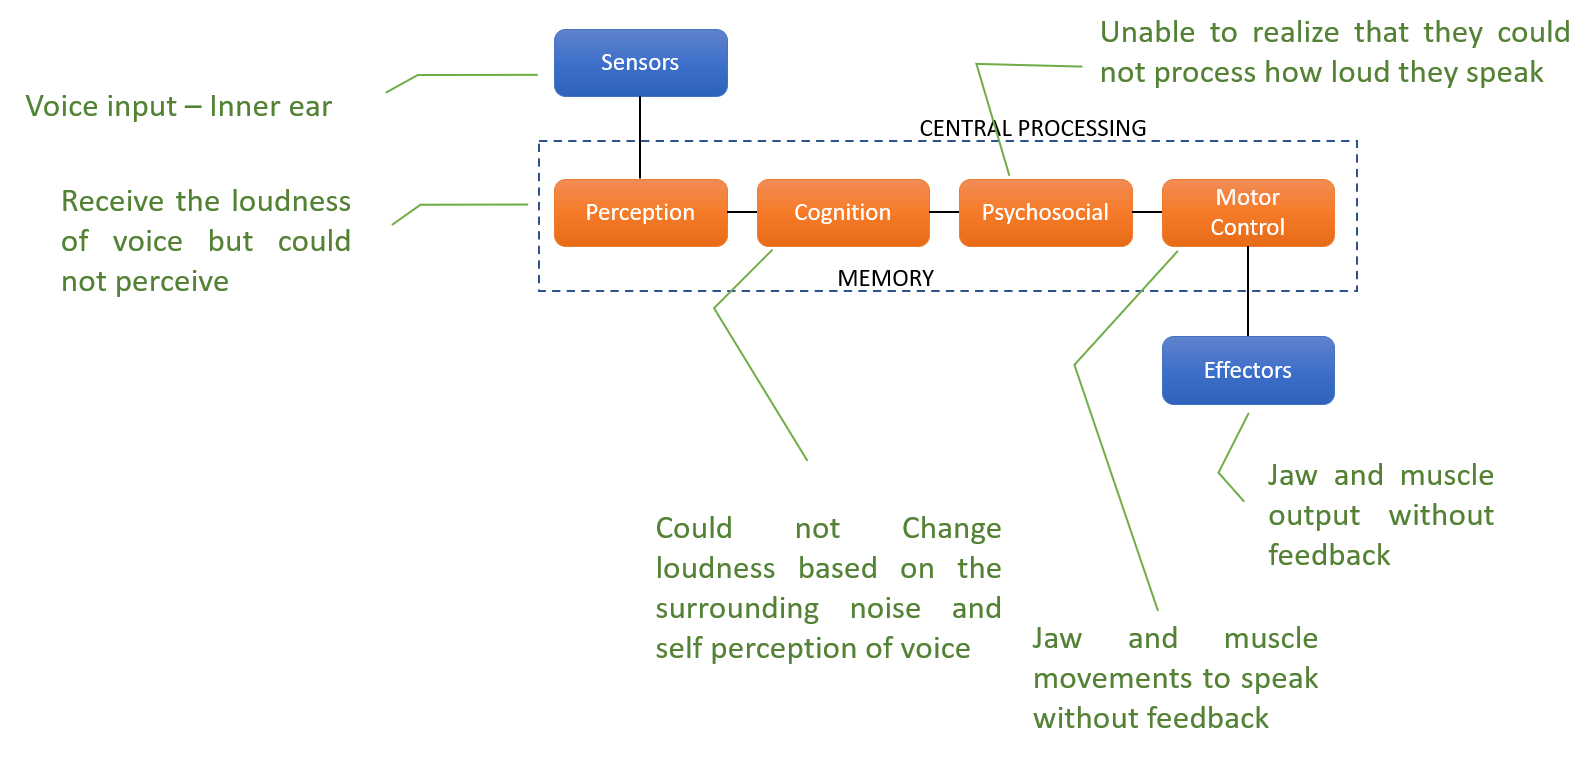 Sensors
Unable to realize that they could
not process how loud they speak
Voice input – Inner ear
CENTRAL PROCESSING
Receive the loudness
of voice but could
not perceive
Perception
Cognition
Psychosocial
Motor
Control
MEMORY
Effectors
Jaw and muscle
output without
feedback
Could not Change
loudness based on the
surrounding noise and
self perception of voice
Jaw and muscle
movements to speak
without feedback